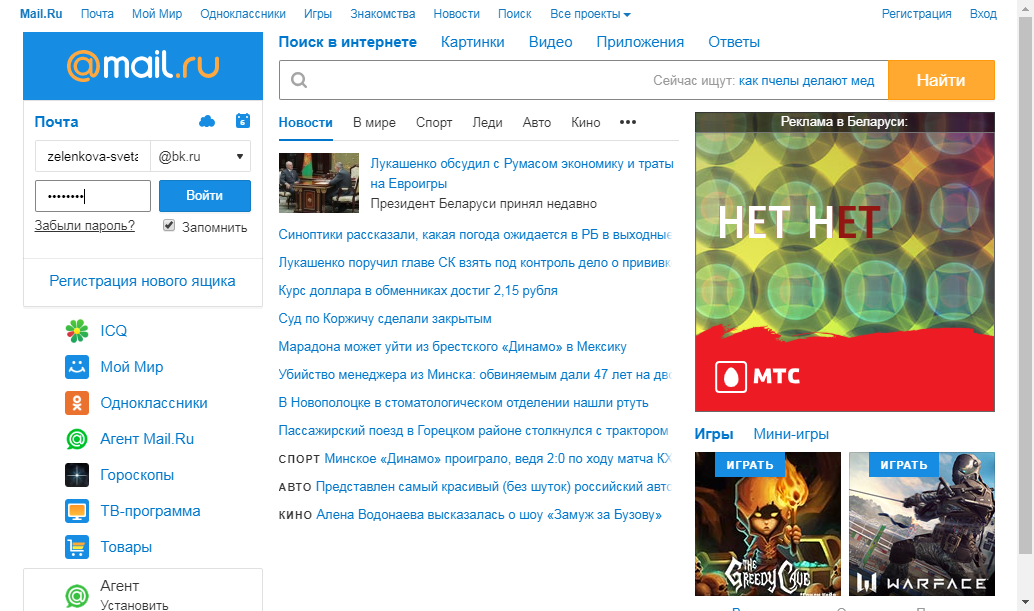 Mail.Ru Почта Мой Мир Одноклассники Игры Знакомства Новости Поиск Все проекты Регистрация Вход
@mail.ru
Поиск в интернете Картинки Видео Приложения Ответы
Сейчас ищут: как пчелы делают мед Найти
Почта 6
zelenkova-sveta @bk.ru
•••••••• Войти
Забыли пароль? Запомнить
Регистрация нового ящика
ICQ
Мой Мир
Одноклассники
Агент Mail.Ru
Гороскопы
ТВ-программа
Товары
Агент
Установить
Новости В мире Спорт Леди Авто Кино •••
Лукашенко обсудил с Румасом экономику и траты
на Евроигры
Президент Беларуси принял недавно
Синоптики рассказали, какая погода ожидается в РБ в выходные
Лукашенко поручил главе СК взять под контроль дело о привив
Курс доллара в обменниках достиг 2,15 рубля
Суд по Коржичу сделали закрытым
Марадона может уйти из брестского «Динамо» в Мексику
Убийство менеджера из Минска: обвиняемым дали 47 лет на дво
В Новополоцке в стоматологическом отделении нашли ртуть
Пассажирский поезд в Горецком районе столкнулся с трактором
СПОРТ Минское «Динамо» проиграло, ведя 2:0 по ходу матча КХ
АВТО Представлен самый красивый (без шуток) российский авто
КИНО Алена Водонаева высказалась о шоу «Замуж за Бузову»
Реклама в Беларуси:
НЕТ НЕТ
МТС
Игры Мини-игры
ИГРАТЬ ИГРАТЬ
THE
GREEDY CAVE
WARFACE